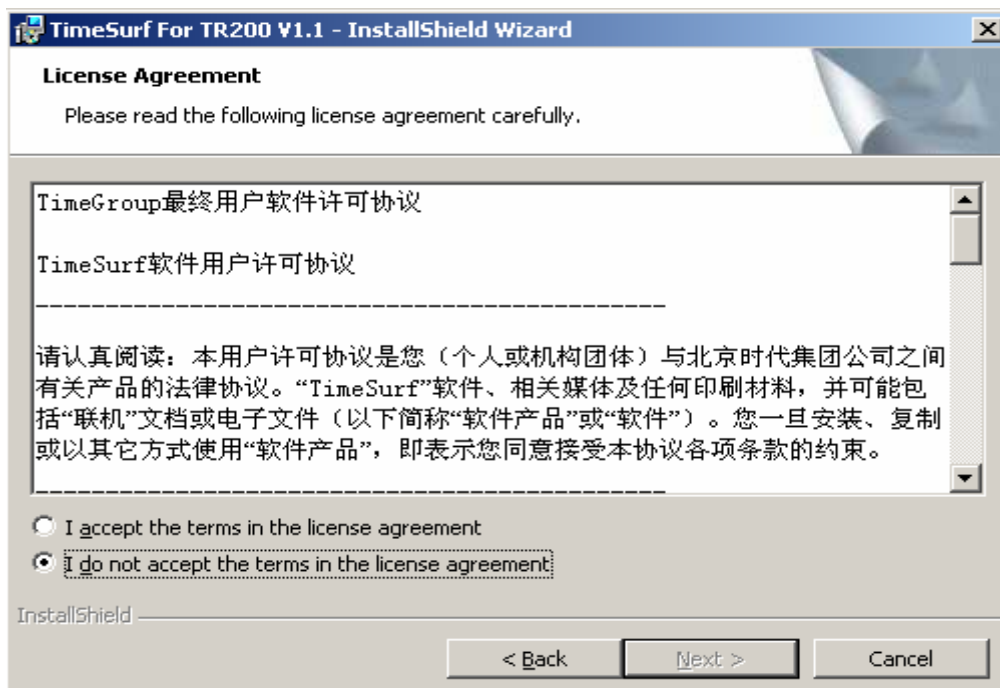 TimeSurf For TR200 V1.1 - InstallShield Wizard
License Agreement
Please read the following license agreement carefully.
TimeGroup最终用户软件许可协议
TimeSurf软件用户许可协议
----------------------------------------------
请认真阅读：本用户许可协议是您（个人或机构团体）与北京时代集团公司之间
有关产品的法律协议。“TimeSurf”软件、相关媒体及任何印刷材料，并可能包
括“联机”文档或电子文件（以下简称“软件产品”或“软件”）。您一旦安装、复制
或以其它方式使用“软件产品”，即表示您同意接受本协议各项条款的约束。
----------------------------------------------
I accept the terms in the license agreement
I do not accept the terms in the license agreement
InstallShield
< Back
Next >
Cancel